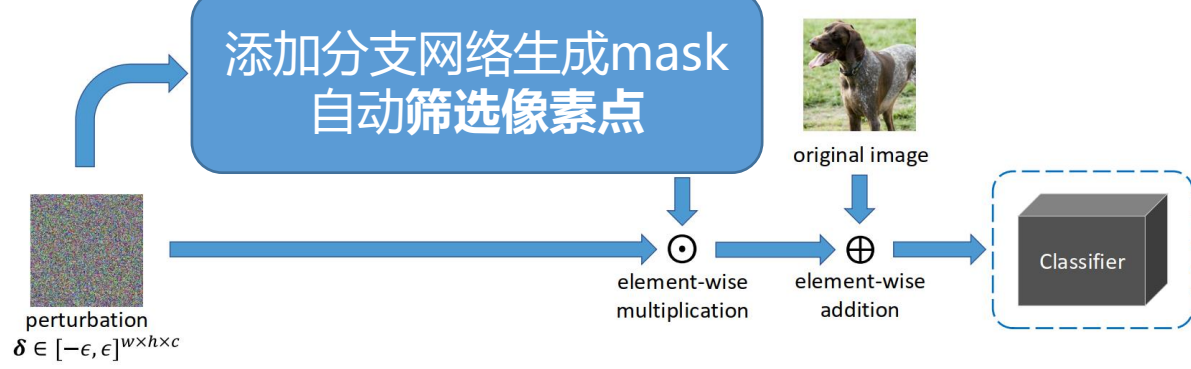 添加分支网络生成mask
自动筛选像素点
original image
Classifier
⊙
⊕
element-wise
multiplication
element-wise
addition
perturbation
𝜹 ∈ [−𝜖, 𝜖]^{w×h×c}